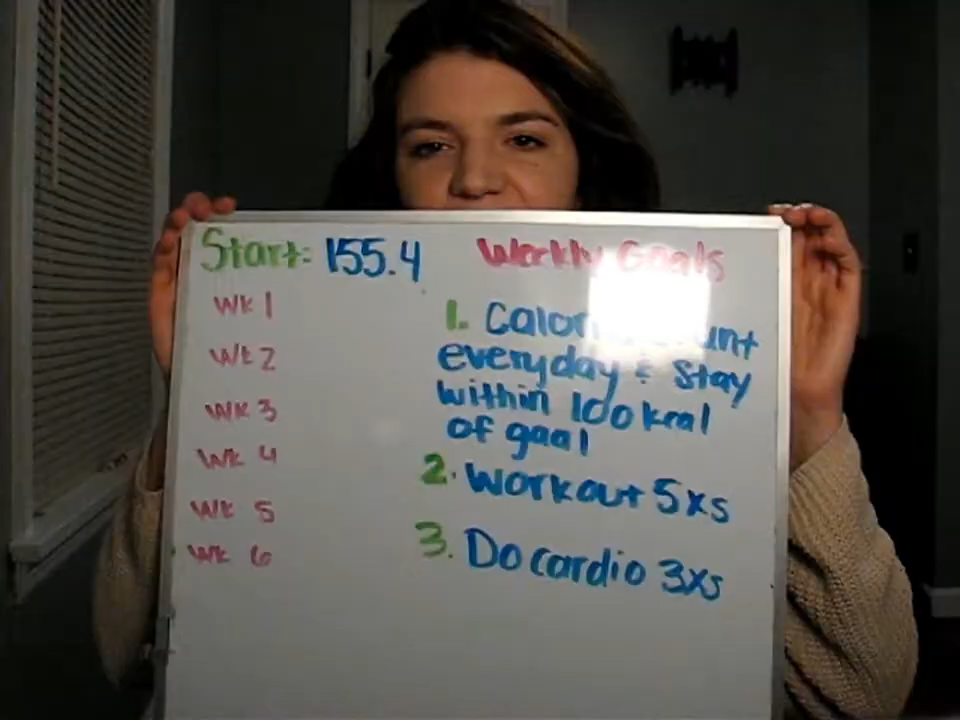 Start: 155.4
Wk 1
Wk 2
Wk 3
Wk 4
Wk 5
Wk 6
Weekly Goals
1.
everyday & Stay
within 100 kcal
of goal
2. Workout 5xs
3. Do cardio 3xs